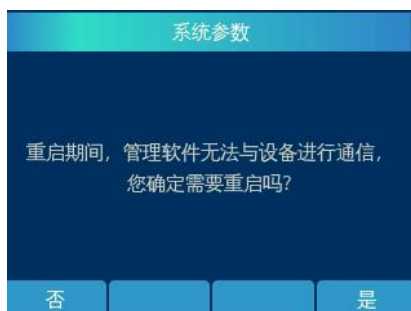 系统参数
重启期间，管理软件无法与设备进行通信，
您确定需要重启吗?
否
是